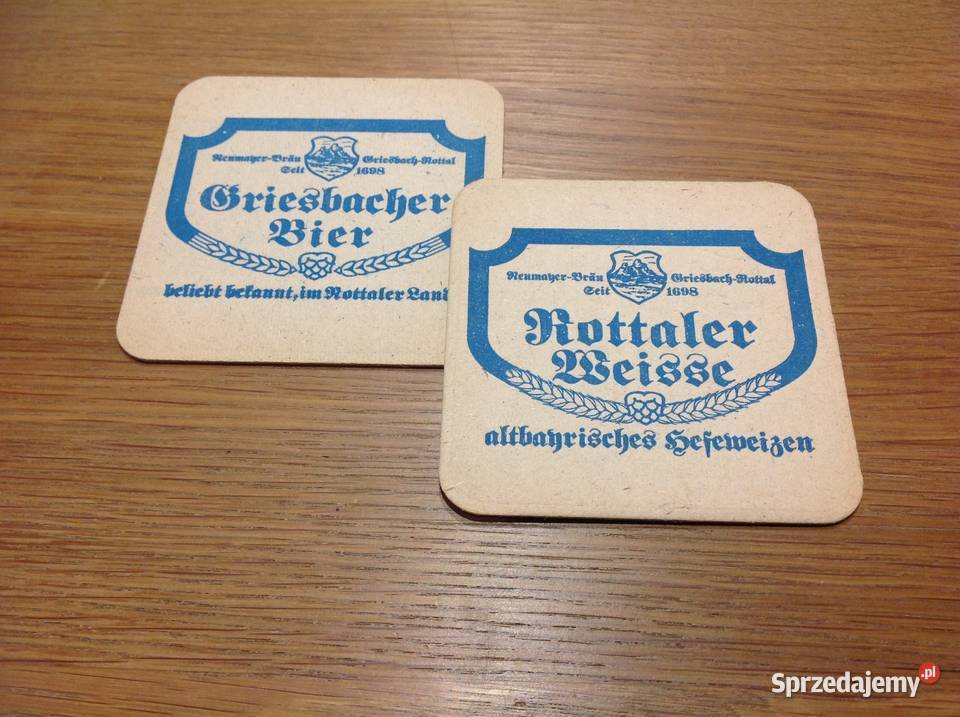 Neumayer-Bräu Griesbach-Rottal
Seit 1698
Griesbacher
Bier
beliebt bekannt, im Rottaler Land
Neumayer-Bräu Griesbach-Rottal
Seit 1698
Rottaler
Weisse
altbayrisches Hefeweizen
Sprzedajemy.pl